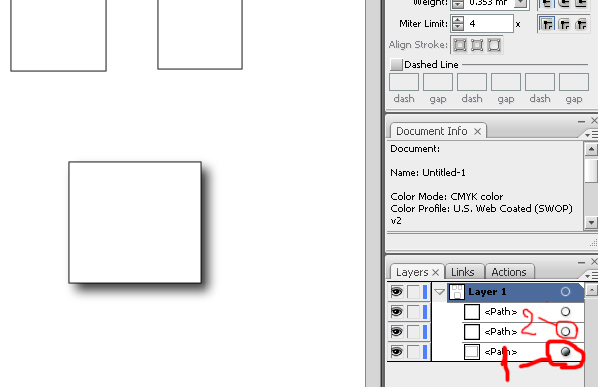 Weight: 0.353 mr
Miter Limit: 4 x
Align Stroke:
Dashed Line
dash gap dash gap dash gap
Document Info x
Document:
Name: Untitled-1
Color Mode: CMYK color
Color Profile: U.S. Web Coated (SWOP)
v2
Layers x Links Actions
Layer 1
<Path>
<Path> 2
<Path> 1